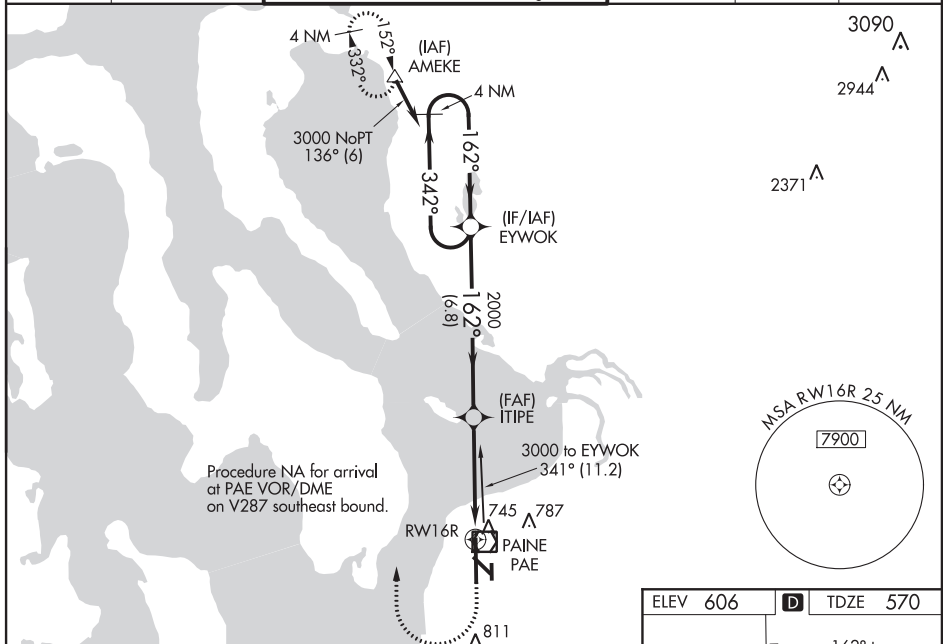 3090
4 NM
152°
332°
(IAF)
AMEKE
2944
4 NM
3000 NoPT
136° (6)
162°
2371
342°
(IF/IAF)
EYWOK
2000
162°
(6.8)
MSA RW16R 25 NM
7900
(FAF)
ITIPE
3000 to EYWOK
341° (11.2)
Procedure NA for arrival
at PAE VOR/DME
on V287 southeast bound.
745
787
RW16R
PAINE
PAE
ELEV 606 D TDZE 570
811